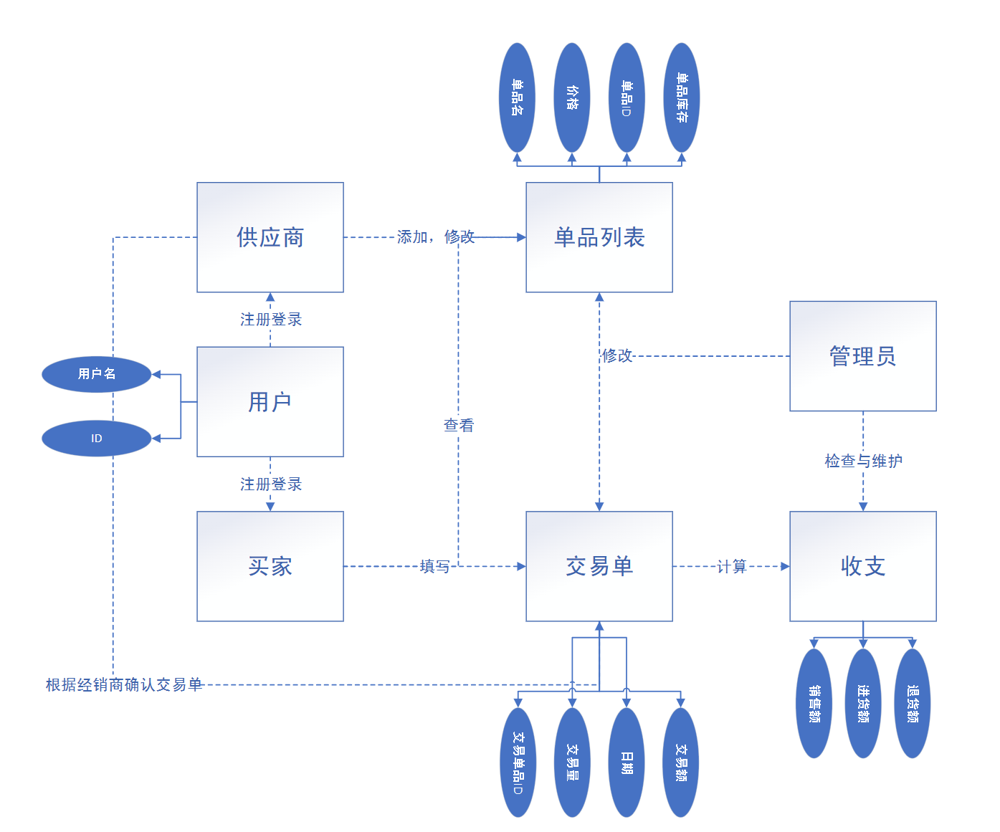 单品名
价格
单品ID
单品库存
供应商
添加，修改
单品列表
注册登录
修改
管理员
用户名
用户
ID
查看
检查与维护
注册登录
买家
填写
交易单
计算
收支
根据经销商确认交易单
销售额
进货额
退货额
交易单品ID
交易量
日期
交易额